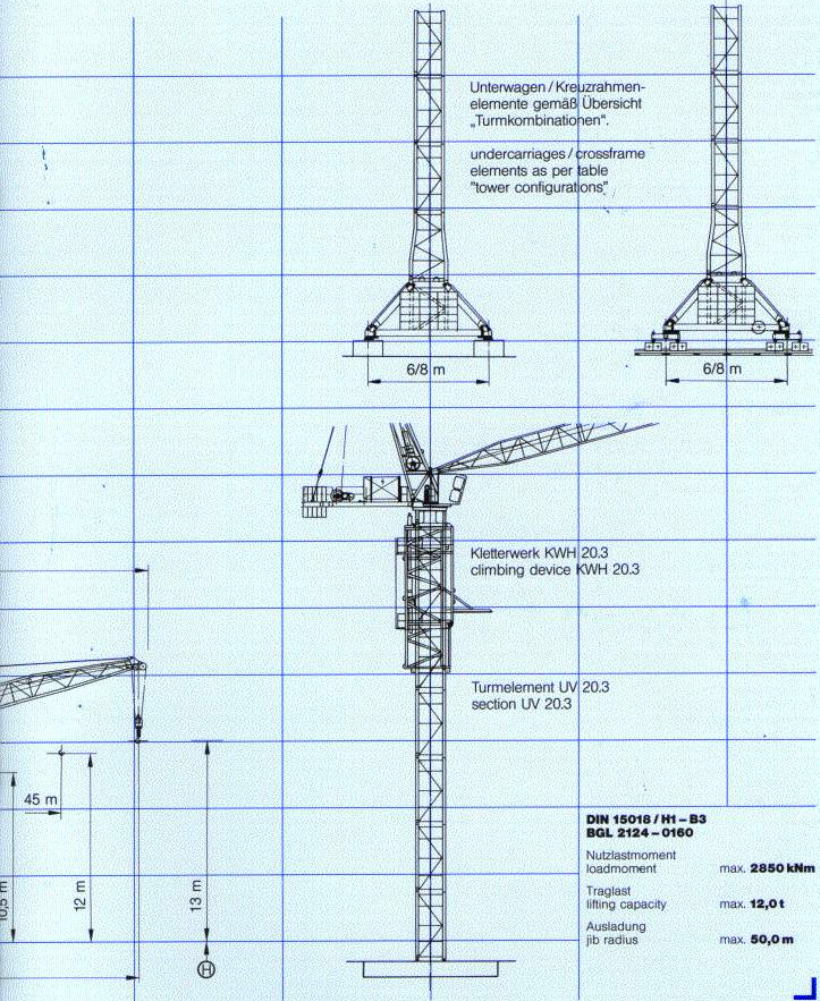 Unterwagen / Kreuzrahmen-
elemente gemäß Übersicht
„Turmkombinationen“.
undercarriages / crossframe
elements as per table
"tower configurations"
6/8 m
6/8 m
Kletterwerk KWH 20.3
climbing device KWH 20.3
Turmelement UV 20.3
section UV 20.3
45 m
10,5 m
12 m
13 m
H
DIN 15018 / H1 – B3
BGL 2124 – 0160
Nutzlastmoment
loadmoment max. 2850 kNm
Traglast
lifting capacity max. 12,0 t
Ausladung
jib radius max. 50,0 m